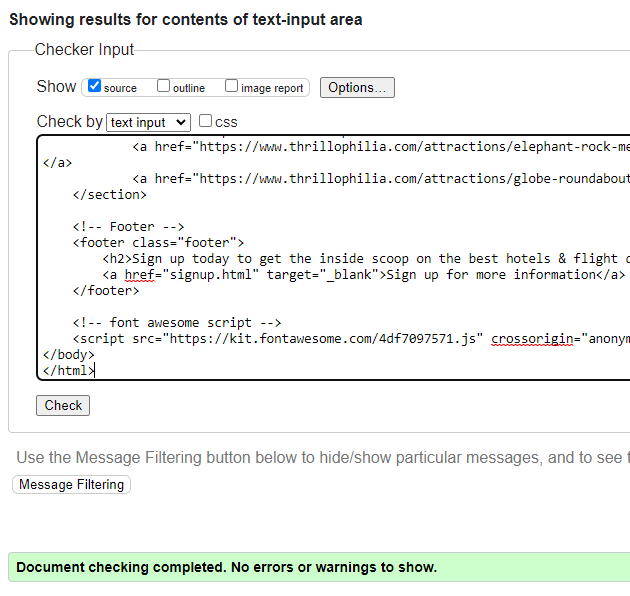 Showing results for contents of text-input area
Checker Input
Show source outline image report Options...
Check by text input css
<a href="https://www.thrillophilia.com/attractions/elephant-rock-me
</a>
<a href="https://www.thrillophilia.com/attractions/globe-roundabout
</section>
<!-- Footer -->
<footer class="footer">
<h2>Sign up today to get the inside scoop on the best hotels & flight
<a href="signup.html" target="_blank">Sign up for more information</a>
</footer>
<!-- font awesome script -->
<script src="https://kit.fontawesome.com/4df7097571.js" crossorigin="anonym
</body>
</html>
Check
Use the Message Filtering button below to hide/show particular messages, and to see
Message Filtering
Document checking completed. No errors or warnings to show.